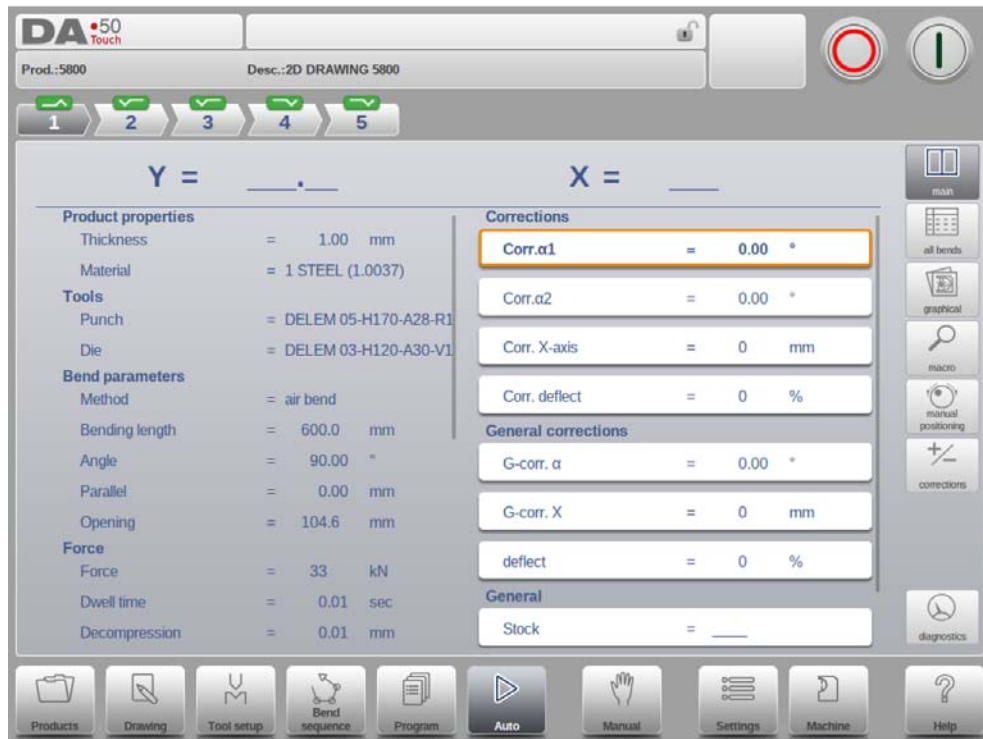 DA •50
Touch
Prod.:5800 Desc.:2D DRAWING 5800
1 2 3 4 5
Y = ___.__ X = ___
Product properties
Thickness = 1.00 mm
Material = 1 STEEL (1.0037)
Tools
Punch = DELEM 05-H170-A28-R1
Die = DELEM 03-H120-A30-V1
Bend parameters
Method = air bend
Bending length = 600.0 mm
Angle = 90.00 °
Parallel = 0.00 mm
Opening = 104.6 mm
Force
Force = 33 kN
Dwell time = 0.01 sec
Decompression = 0.01 mm
Corrections
Corr.α1 = 0.00 °
Corr.α2 = 0.00 °
Corr. X-axis = 0 mm
Corr. deflect = 0 %
General corrections
G-corr. α = 0.00 °
G-corr. X = 0 mm
deflect = 0 %
General
Stock = ___
main
all bends
graphical
macro
manual
positioning
corrections
diagnostics
Products
Drawing
Tool setup
Bend
sequence
Program
Auto
Manual
Settings
Machine
Help